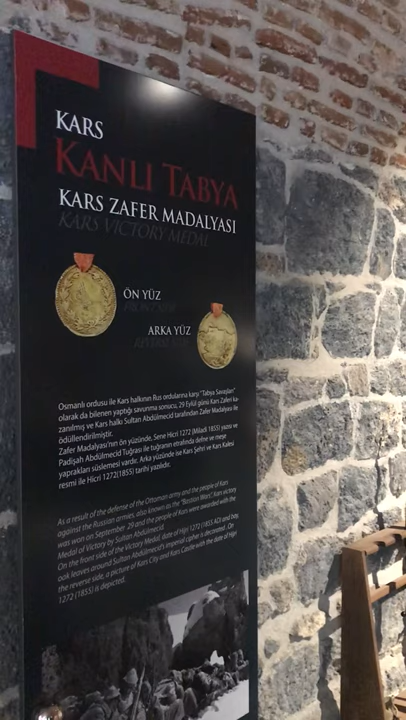 KARS
KANLI TABYA
KARS ZAFER MADALYASI
KARS VICTORY MEDAL
ÖN YÜZ
FRONT SIDE
ARKA YÜZ
REVERSE SIDE
Osmanlı ordusu ile Kars halkının Rus ordularına karşı "Tabya Savaşları"
olarak da bilinen yaptığı savunma sonucu, 29 Eylül günü Kars Zaferi ka-
zanılmış ve Kars halkı Sultan Abdülmecid tarafından Zafer Madalyası ile
ödüllendirilmiştir.
Zafer Madalyası'nın ön yüzünde, Sene Hicri 1272 (Miladi 1855) yazısı ve
Padişah Abdülmecid Tuğrası ile tuğranın etrafında defne ve meşe
yaprakları süslemesi vardır. Arka yüzünde ise Kars Şehri ve Kars Kalesi
resmi ile Hicri 1272(1855) tarihi yazılıdır.
As a result of the defense of the Ottoman army and the people of Kars
against the Russian armies, also known as the "Bastion Wars", Kars victory
was won on September 29 and the people of Kars were awarded with the
Medal of Victory by Sultan Abdulmecid.
On the front side of the Victory Medal, date of Hijri 1272 (1855 AD) and bay,
oak leaves around Sultan Abdulmecid's imperial cipher is decorated. On
the reverse side, a picture of Kars City and Kars Castle with the date of Hijri
1272 (1855) is depicted.